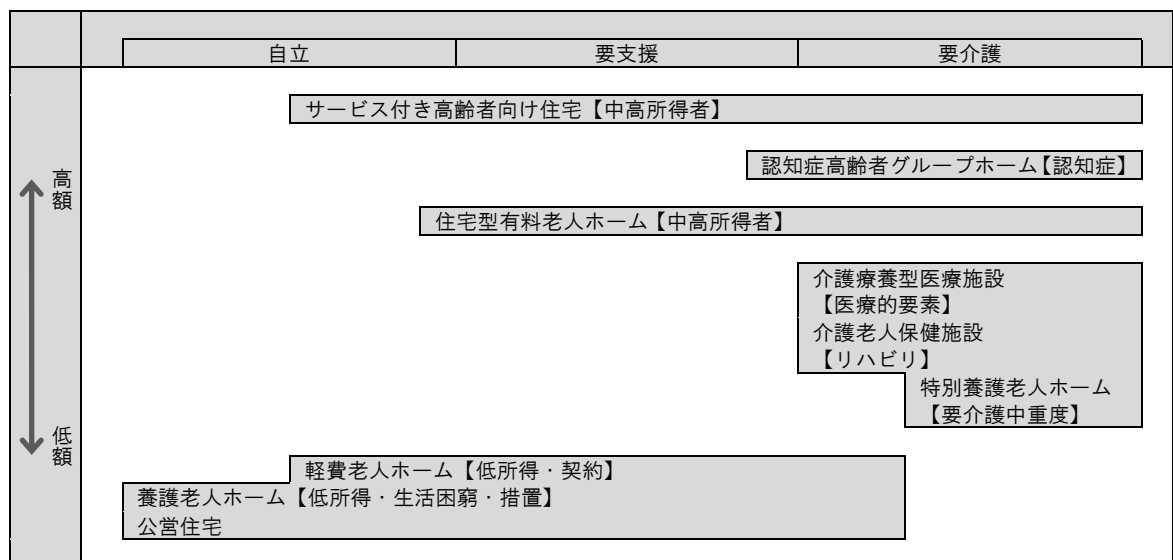 自立 要支援 要介護
サービス付き高齢者向け住宅【中高所得者】
認知症高齢者グループホーム【認知症】
高額
住宅型有料老人ホーム【中高所得者】
介護療養型医療施設
【医療的要素】
介護老人保健施設
【リハビリ】
特別養護老人ホーム
【要介護中重度】
低額
軽費老人ホーム【低所得・契約】
養護老人ホーム【低所得・生活困窮・措置】
公営住宅